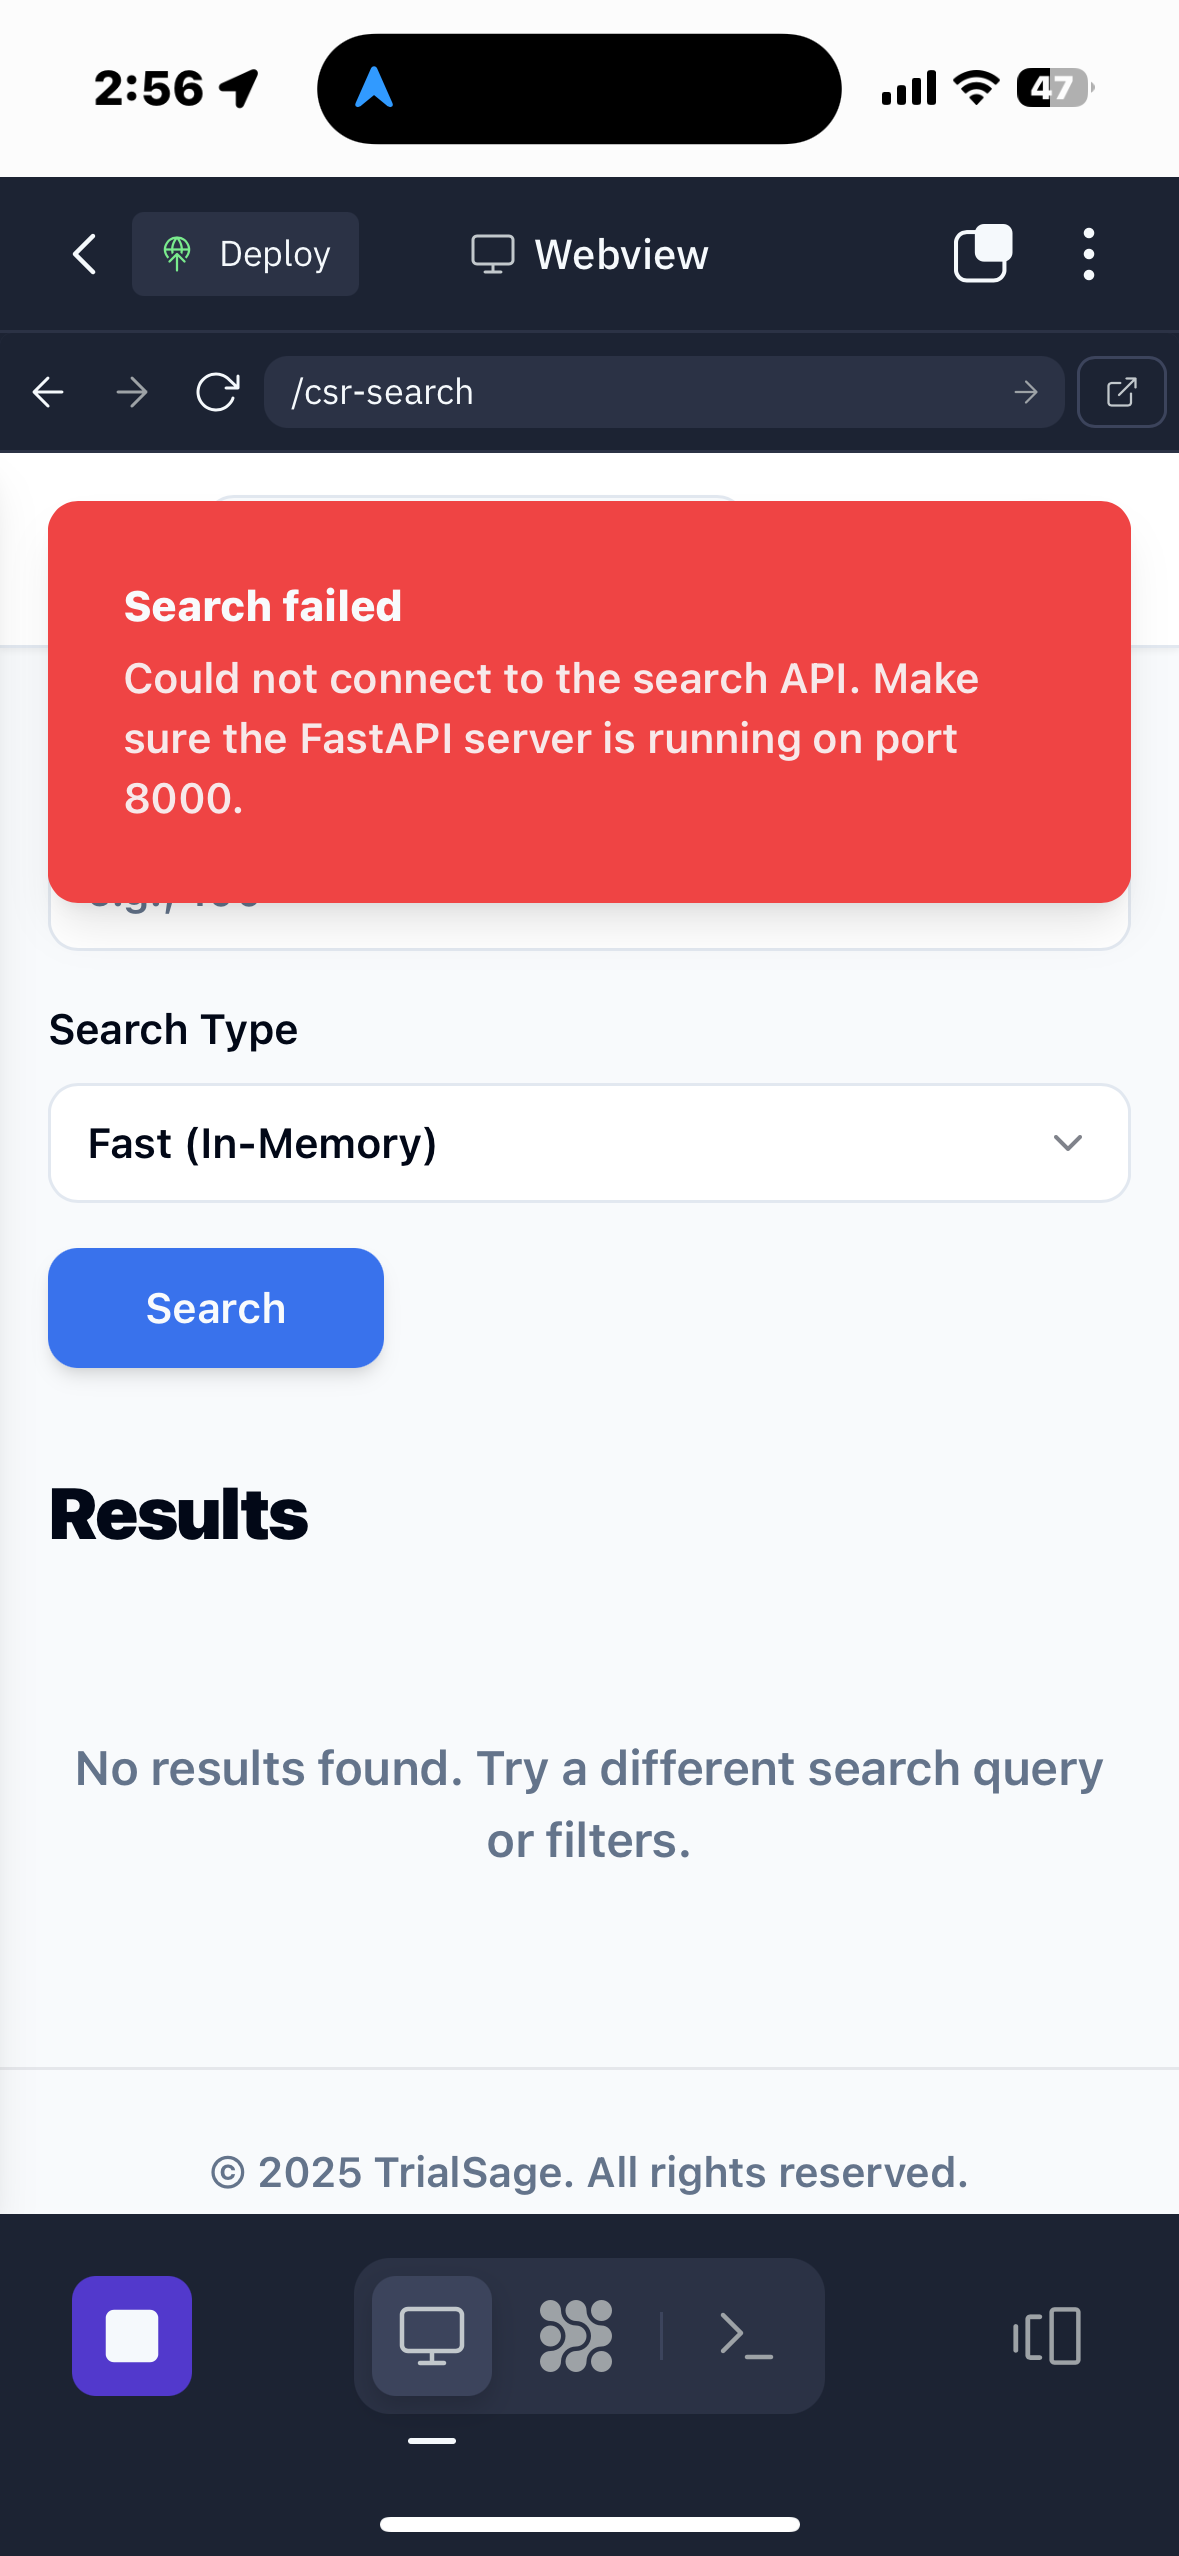 2:56
47
Deploy
Webview
/csr-search
Search failed
Could not connect to the search API. Make
sure the FastAPI server is running on port
8000.
Search Type
Fast (In-Memory)
Search
Results
No results found. Try a different search query
or filters.
© 2025 TrialSage. All rights reserved.